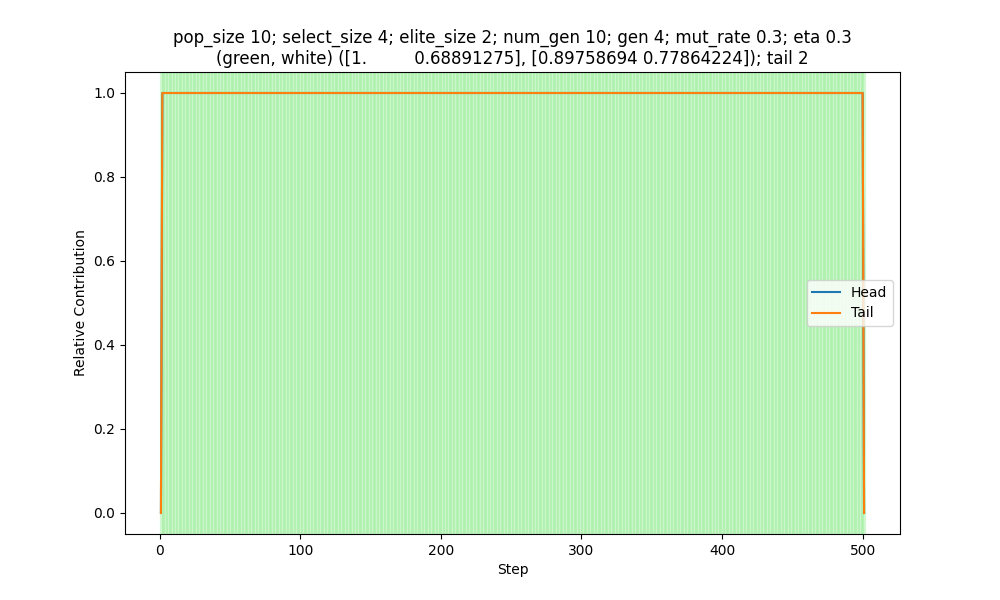 pop_size 10; select_size 4; elite_size 2; num_gen 10; gen 4; mut_rate 0.3; eta 0.3
(green, white) ([1.         0.68891275], [0.89758694 0.77864224]); tail 2
1.0
0.8
0.6
0.4
0.2
0.0
Relative Contribution
Head
Tail
0
100
200
300
400
500
Step